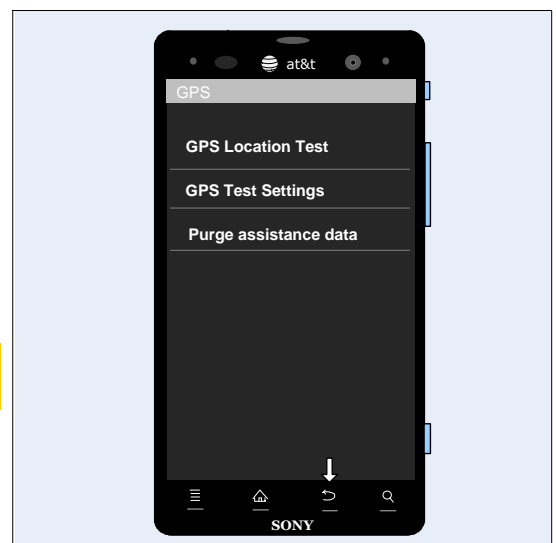 at&t
GPS
GPS Location Test
GPS Test Settings
Purge assistance data
SONY